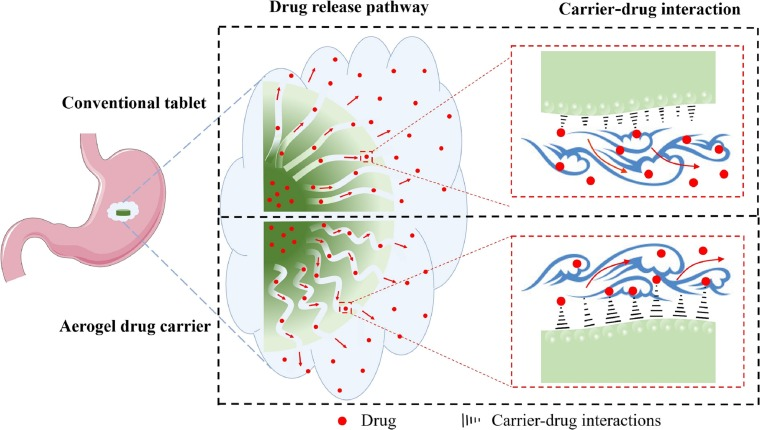 Drug release pathway
Carrier-drug interaction
Conventional tablet
Aerogel drug carrier
Drug
Carrier-drug interactions